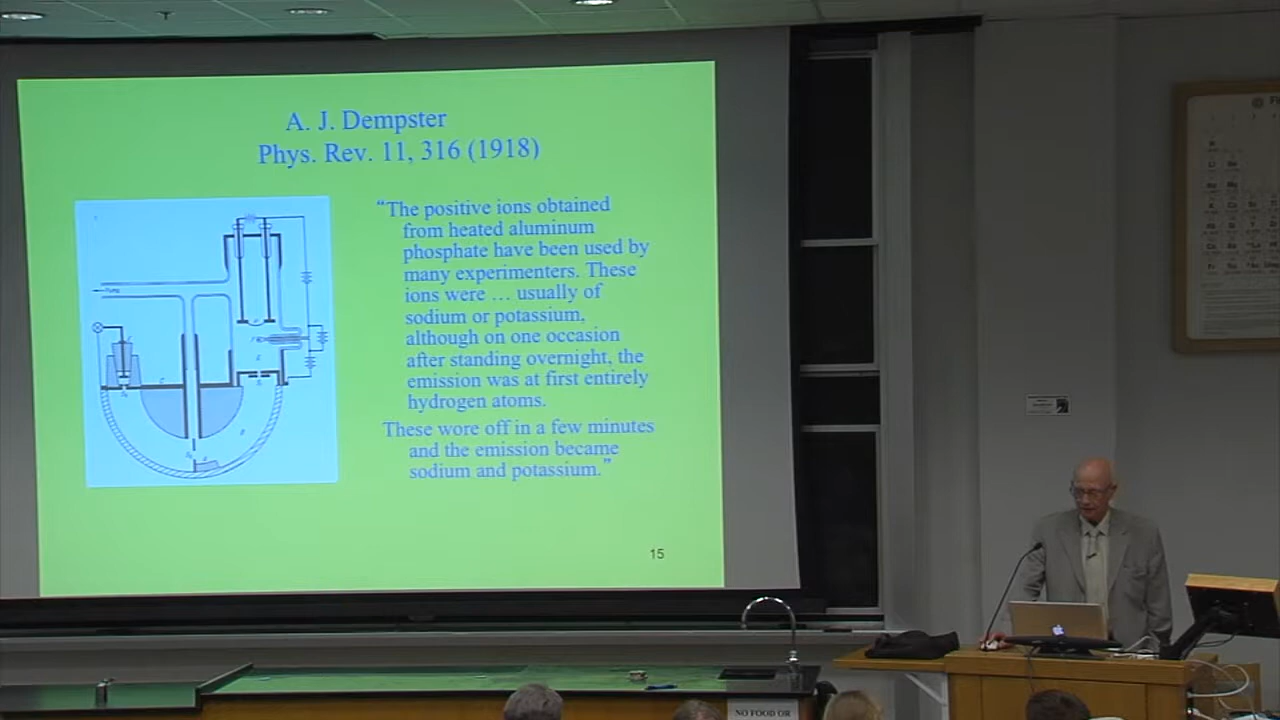 A. J. Dempster
Phys. Rev. 11, 316 (1918)
“The positive ions obtained
from heated aluminum
phosphate have been used by
many experimenters. These
ions were … usually of
sodium or potassium,
although on one occasion
after standing overnight, the
emission was at first entirely
hydrogen atoms.
These wore off in a few minutes
and the emission became
sodium and potassium.”
15
NO FOOD OR